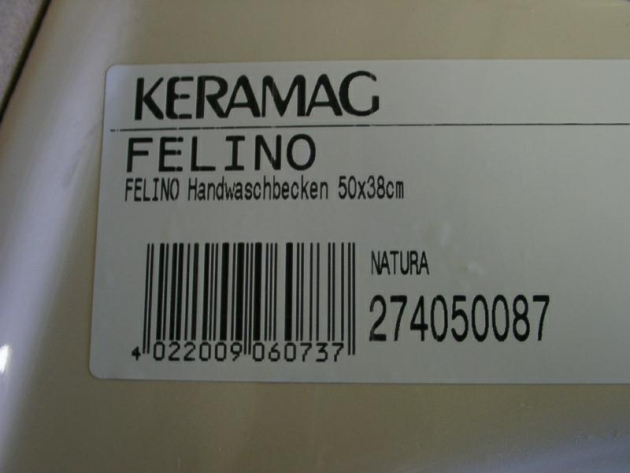 KERAMAG
FELINO
FELINO Handwaschbecken 50x38cm
NATURA
274050087
4 022009 060737